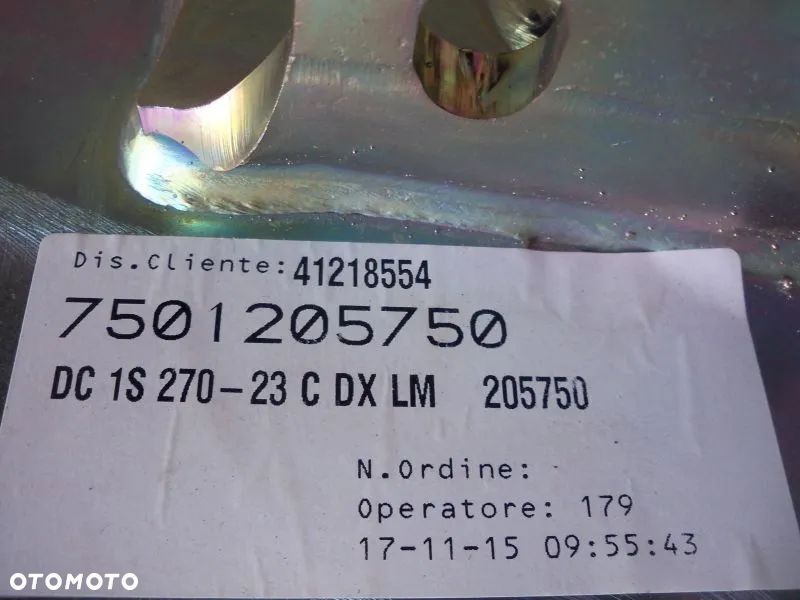 Dis.Cliente: 41218554
7501205750
DC 1S 270-23 C DX LM 205750
N.Ordine:
Operatore: 179
17-11-15 09:55:43
OTOMOTO